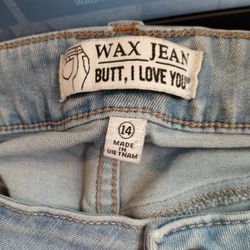 WAX JEAN
BUTT, I LOVE YOU®
14
MADE
IN
VIETNAM